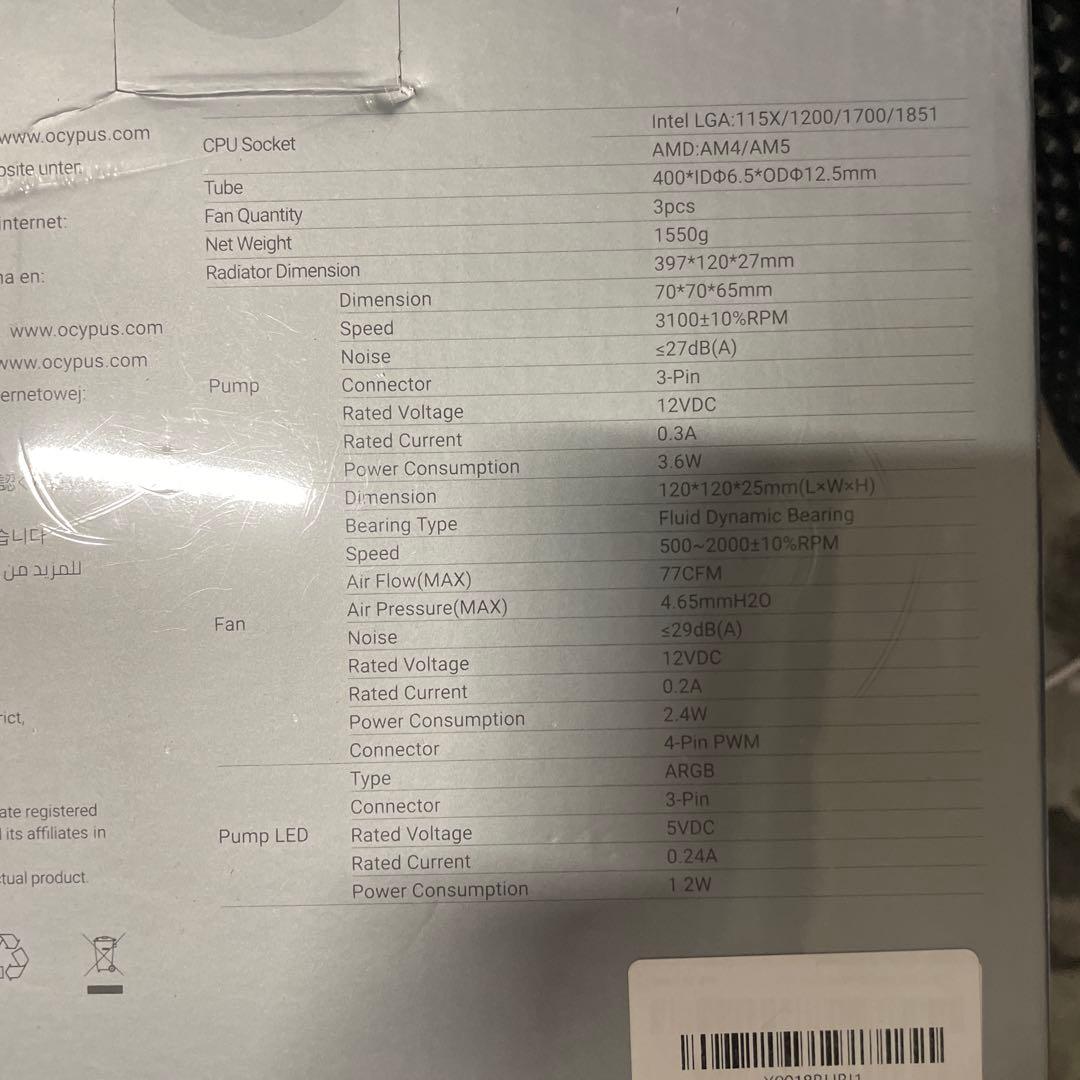 www.ocypus.com
osite unter:
internet:
na en:
www.ocypus.com
www.ocypus.com
ernetowej:
認く
습니다
للمزيد من
rict,
ate registered
l its affiliates in
ctual product.
CPU Socket Intel LGA:115X/1200/1700/1851
AMD:AM4/AM5
Tube 400*IDΦ6.5*ODΦ12.5mm
Fan Quantity 3pcs
Net Weight 1550g
Radiator Dimension 397*120*27mm
Pump
Dimension 70*70*65mm
Speed 3100±10%RPM
Noise ≤27dB(A)
Connector 3-Pin
Rated Voltage 12VDC
Rated Current 0.3A
Power Consumption 3.6W
Fan
Dimension 120*120*25mm(L×W×H)
Bearing Type Fluid Dynamic Bearing
Speed 500~2000±10%RPM
Air Flow(MAX) 77CFM
Air Pressure(MAX) 4.65mmH2O
Noise ≤29dB(A)
Rated Voltage 12VDC
Rated Current 0.2A
Power Consumption 2.4W
Connector 4-Pin PWM
Pump LED
Type ARGB
Connector 3-Pin
Rated Voltage 5VDC
Rated Current 0.24A
Power Consumption 1.2W